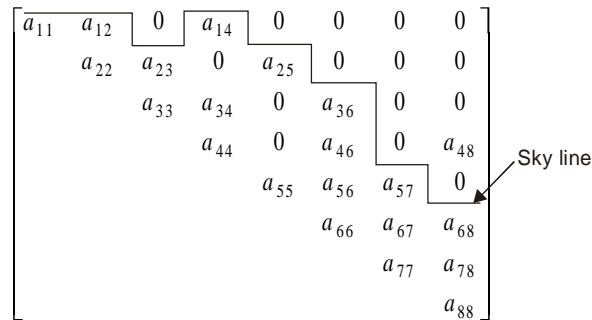 a11 a12 0 a14 0 0 0 0
a22 a23 0 a25 0 0 0
a33 a34 0 a36 0 0
a44 0 a46 0 a48
Sky line
a55 a56 a57 0
a66 a67 a68
a77 a78
a88